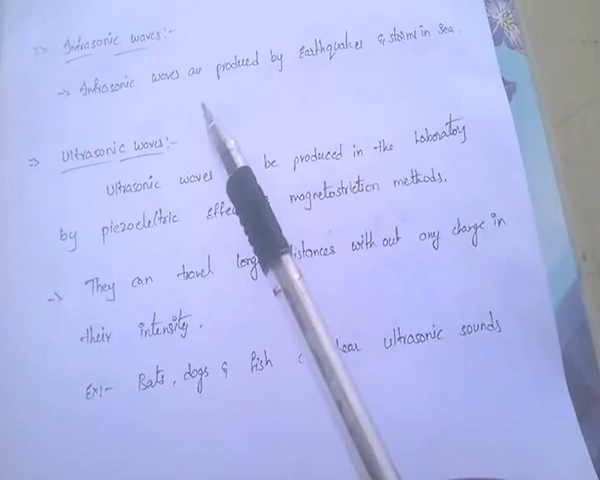 => Infrasonic waves:-
-> Infrasonic waves are produced by Earthquakes & storms in sea.
=> Ultrasonic waves:-
Ultrasonic waves be produced in the Laboratory
by piezoelctric magnetostriction methods.
-> They can travel long distances with out any change in
their intensity.
Ex:- Bats, dogs & fish hear ultrasonic sounds